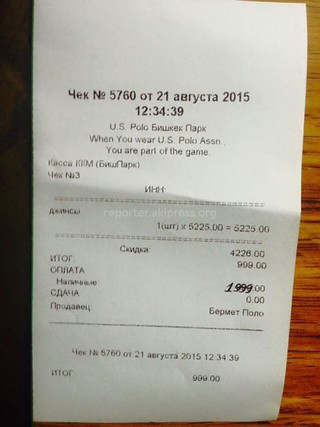 Чек № 5760 от 21 августа 2015
12:34:39
U.S. Polo Бишкек Парк
When You wear U.S. Polo Assn.,
You are part of the game.
Касса ККМ (БишПарк)
Чек №3
ИНН:
джинсы
reporter.akipress.org
1(шт) x 5225.00 = 5225.00
Скидка: 4226.00
ИТОГ 999.00
ОПЛАТА
Наличные 1999.00
СДАЧА 0.00
Продавец: Бермет Поло
Чек № 5760 от 21 августа 2015 12:34:39
ИТОГ 999.00